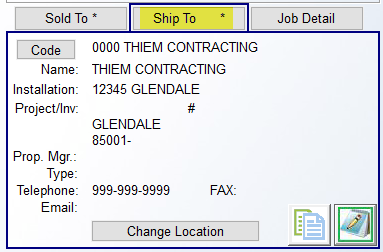 Sold To * Ship To * Job Detail
Code 0000 THIEM CONTRACTING
Name: THIEM CONTRACTING
Installation: 12345 GLENDALE
Project/Inv: #
GLENDALE
85001-
Prop. Mgr.:
Type:
Telephone: 999-999-9999 FAX:
Email:
Change Location